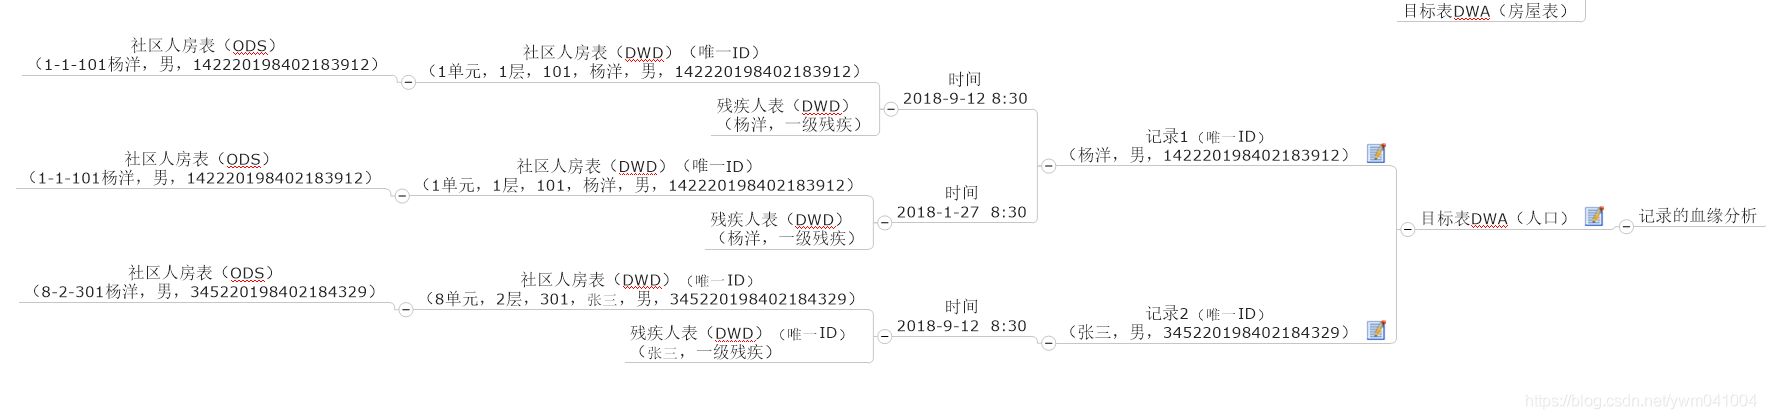 目标表DWA（房屋表）
社区人房表（ODS）
（1-1-101杨洋，男，142220198402183912）
社区人房表（DWD）（唯一ID）
（1单元，1层，101，杨洋，男，142220198402183912）
残疾人表（DWD）
（杨洋，一级残疾）
时间
2018-9-12 8:30
社区人房表（ODS）
（1-1-101杨洋，男，142220198402183912）
社区人房表（DWD）（唯一ID）
（1单元，1层，101，杨洋，男，142220198402183912）
残疾人表（DWD）
（杨洋，一级残疾）
时间
2018-1-27 8:30
记录1（唯一ID）
（杨洋，男，142220198402183912）
社区人房表（ODS）
（8-2-301杨洋，男，345220198402184329）
社区人房表（DWD）（唯一ID）
（8单元，2层，301，张三，男，345220198402184329）
残疾人表（DWD）（唯一ID）
（张三，一级残疾）
时间
2018-9-12 8:30
记录2（唯一ID）
（张三，男，345220198402184329）
目标表DWA（人口）
记录的血缘分析
https://blog.csdn.net/ywm041004